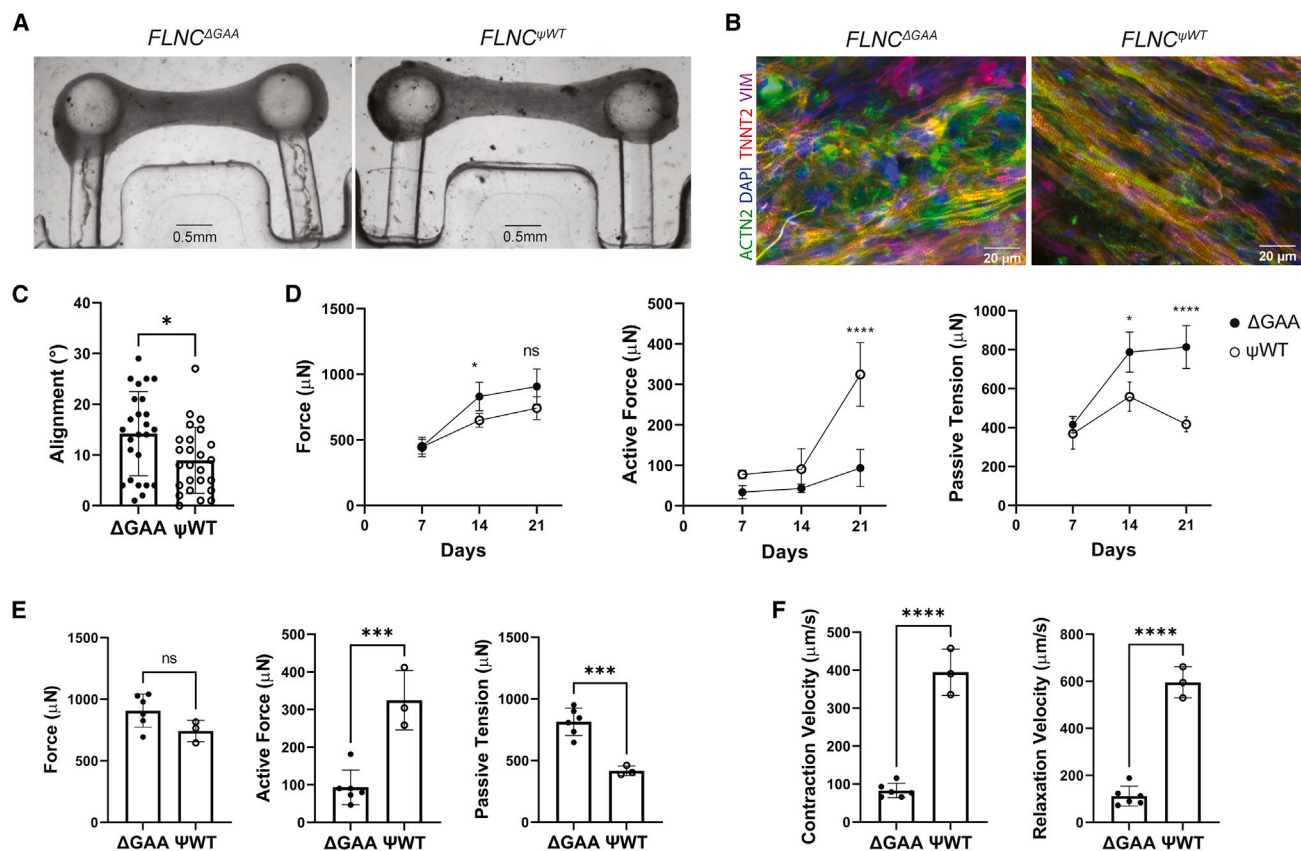 A
FLNC^ΔGAA
FLNC^ψWT
0.5mm
0.5mm
B
FLNC^ΔGAA
FLNC^ψWT
ACTN2 DAPI TNNT2 VIM
20 μm
20 μm
C
Alignment (°)
40
30
20
10
0
*
ΔGAA ψWT
D
Force (μN)
1500
1000
500
0
*
ns
0 7 14 21
Days
Active Force (μN)
500
400
300
200
100
0
****
0 7 14 21
Days
Passive Tension (μN)
1000
800
600
400
200
0
*
****
0 7 14 21
Days
ΔGAA
ψWT
E
Force (μN)
1500
1000
500
0
ns
ΔGAA ΨWT
Active Force (μN)
500
400
300
200
100
0
***
ΔGAA ΨWT
Passive Tension (μN)
1500
1000
500
0
***
ΔGAA ΨWT
F
Contraction Velocity (μm/s)
500
400
300
200
100
0
****
ΔGAA ΨWT
Relaxation Velocity (μm/s)
800
600
400
200
0
****
ΔGAA ΨWT